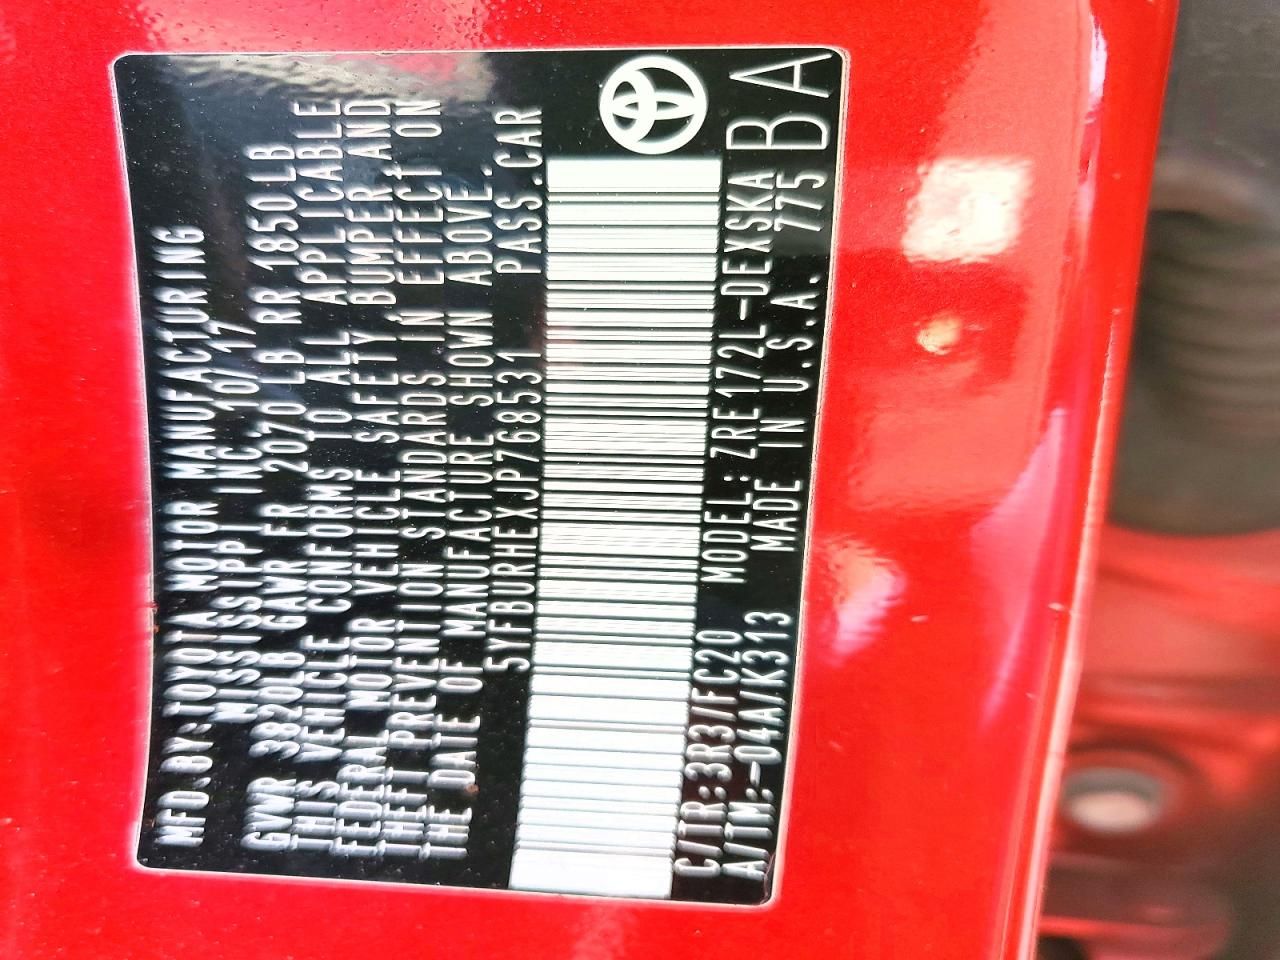 MFD.BY:TOYOTA MOTOR MANUFACTURING
MISSISSIPPI INC. 10/17
GVWR 3820LB GAWR FR 2070 LB RR 1850LB
THIS VEHICLE CONFORMS TO ALL APPLICABLE
FEDERAL MOTOR VEHICLE SAFETY BUMPER AND
THEFT PREVENTION STANDARDS IN EFFECT ON
THE DATE OF MANUFACTURE SHOWN ABOVE.
5YFBURHEXJP768531 PASS.CAR
C/TR:3R3/FC20 MODEL:ZRE172L-DEXSKA
A/TM:-04A/K313 MADE IN U.S.A. 775 BA